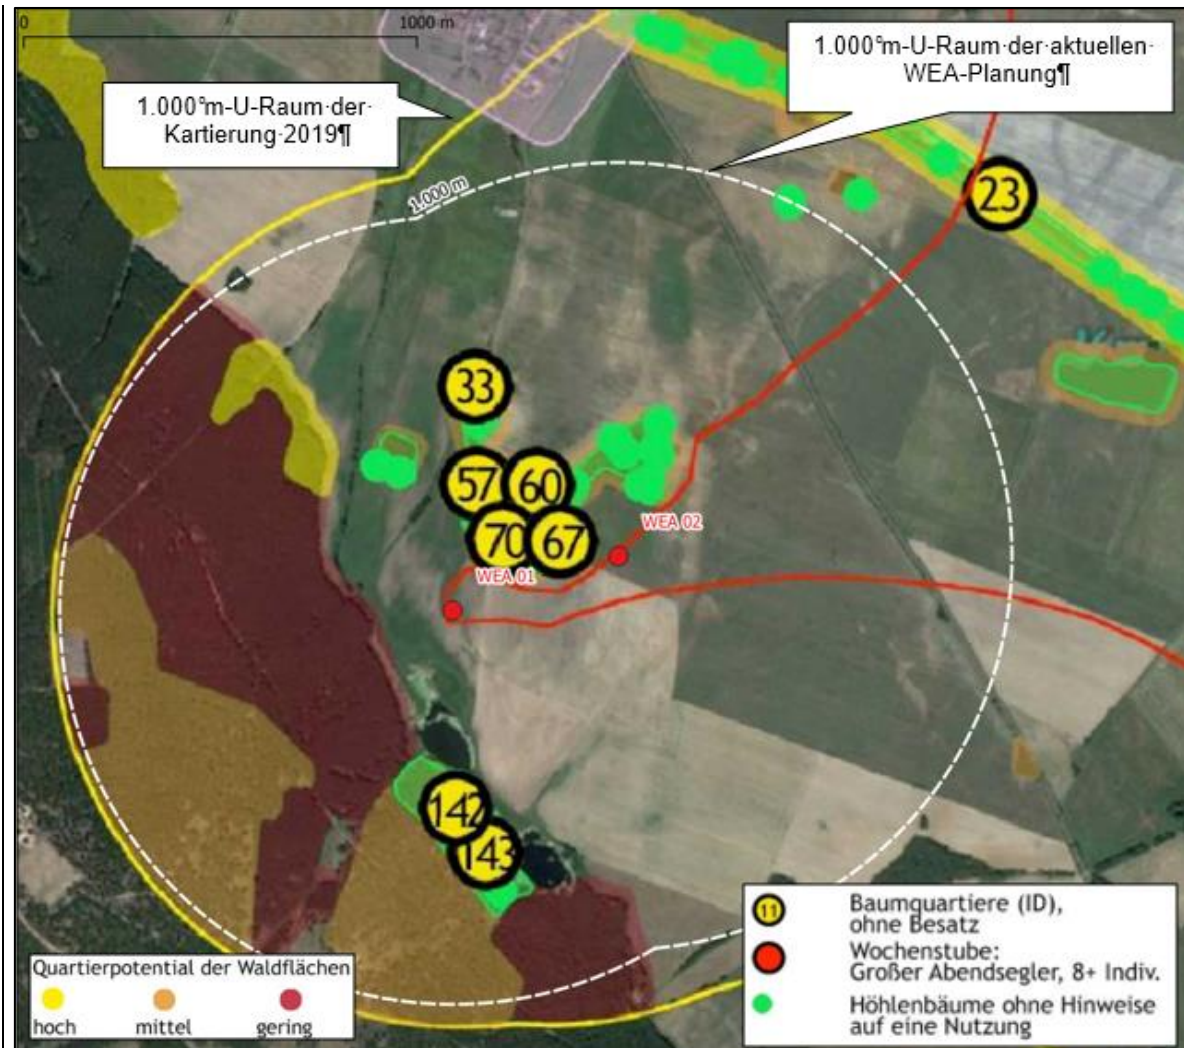 0 1000 m
1.000°m-U-Raum·der·
Kartierung·2019¶
1.000°m-U-Raum·der·aktuellen·
WEA-Planung¶
1.000 m
23
33
57
60
70
67
WEA 02
WEA 01
142
143
Quartierpotential der Waldflächen
hoch mittel gering
11 Baumquartiere (ID),
ohne Besatz
Wochenstube:
Großer Abendsegler, 8+ Indiv.
Höhlenbäume ohne Hinweise
auf eine Nutzung